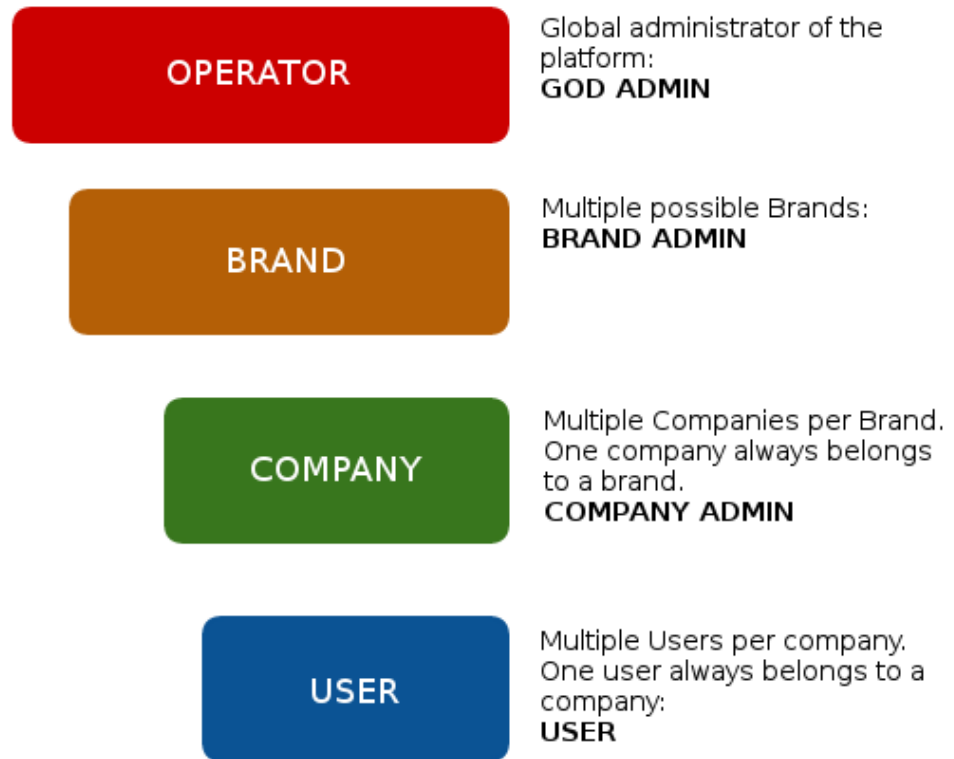 OPERATOR
Global administrator of the
platform:
GOD ADMIN
BRAND
Multiple possible Brands:
BRAND ADMIN
COMPANY
Multiple Companies per Brand.
One company always belongs
to a brand.
COMPANY ADMIN
USER
Multiple Users per company.
One user always belongs to a
company:
USER